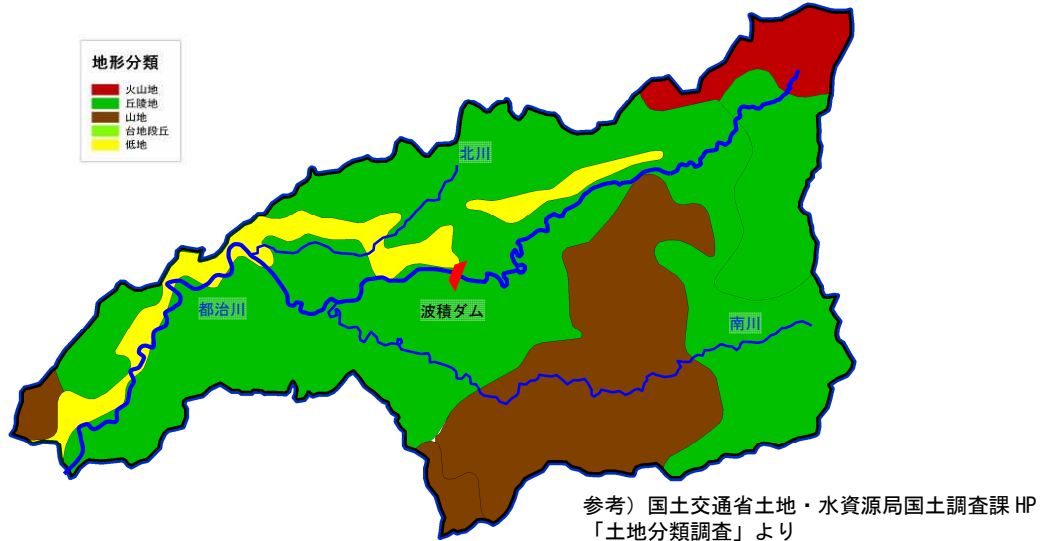 地形分類
火山地
丘陵地
山地
台地段丘
低地
北川
都治川
波積ダム
南川
参考）国土交通省土地・水資源局国土調査課 HP
「土地分類調査」より